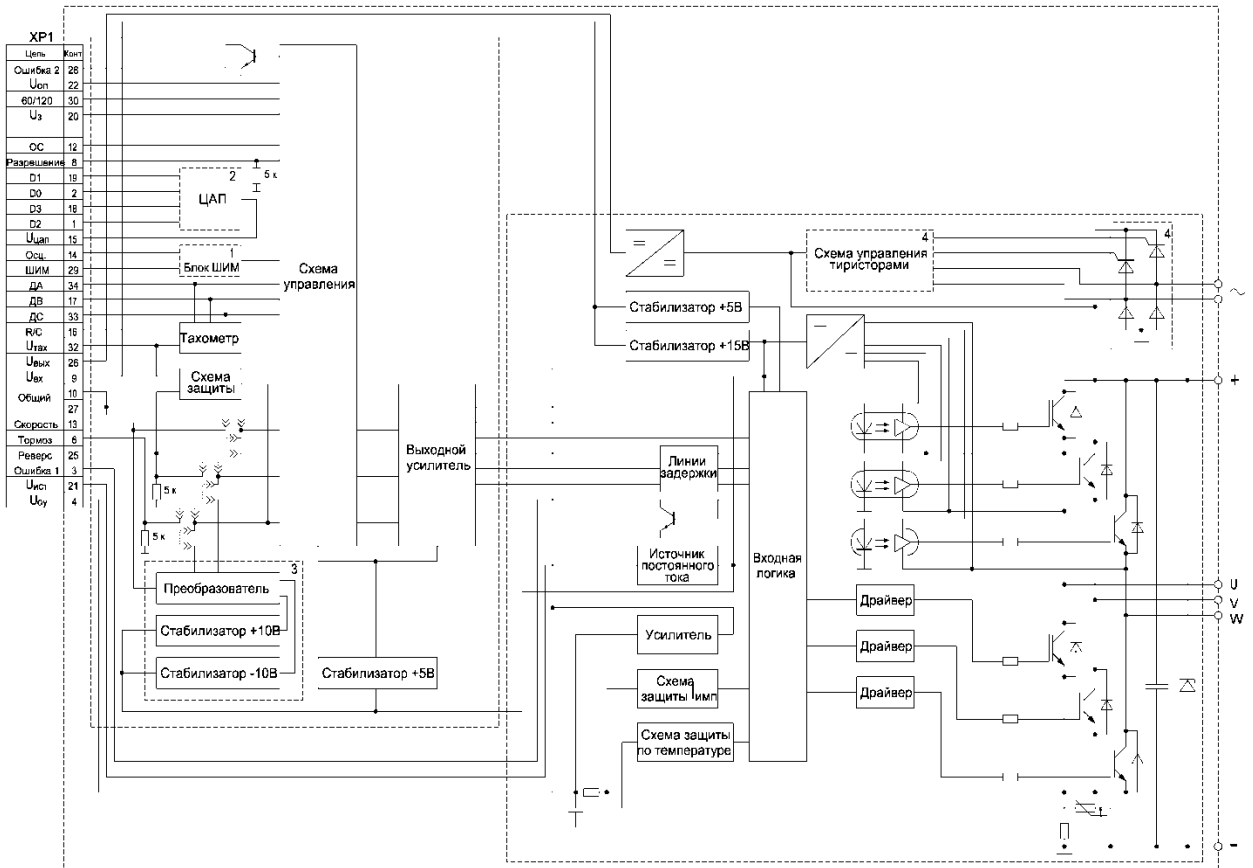 XP1
Цепь Конт
Ошибка 2 28
Uоп 22
60/120 30
Uз 20
ОС 12
Разрешение 8
D1 19
D0 2
D3 18
D2 1
Uцап 15
Осц. 14
ШИМ 29
ДА 34
ДВ 17
ДС 33
R/C 16
Uтах 32
Uвых 26
Uвх 9
Общий 10
27
Скорость 13
Тормоз 6
Реверс 25
Ошибка 1 3
Uист 21
Uоу 4
2
ЦАП
5 к
1
Блок ШИМ
Схема
управления
Тахометр
Схема
защиты
5 к
5 к
Выходной
усилитель
3
Преобразователь
Стабилизатор +10В
Стабилизатор -10В
Стабилизатор +5В
4
Схема управления
тиристорами
4
~
Стабилизатор +5В
Стабилизатор +15В
+
Линии
задержки
Источник
постоянного
тока
Входная
логика
Усилитель
Схема
защиты Iимп
Схема защиты
по температуре
Драйвер
Драйвер
Драйвер
U
V
W
t
-